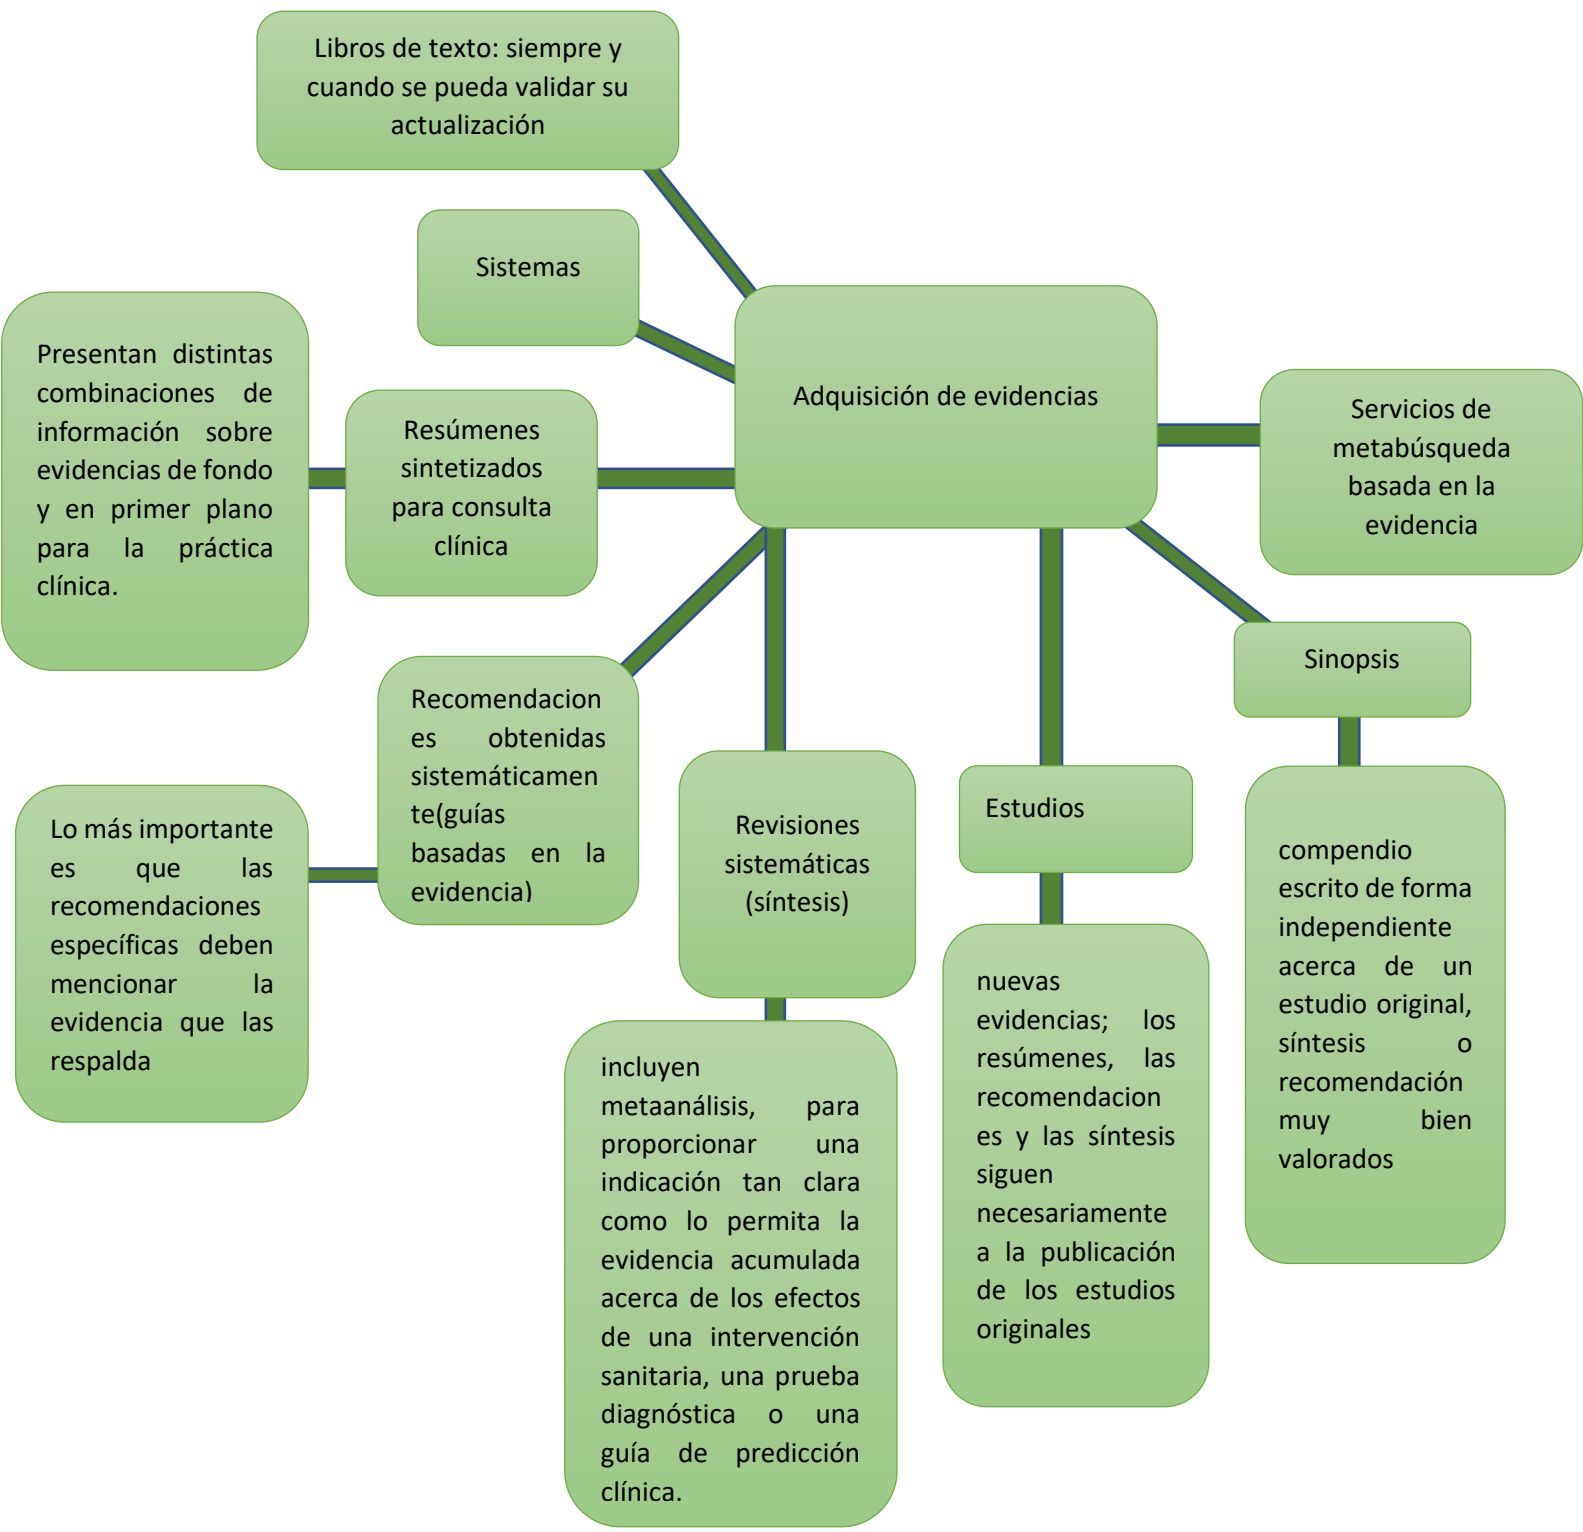 Libros de texto: siempre y
cuando se pueda validar su
actualización
Sistemas
Adquisición de evidencias
Presentan distintas
combinaciones de
información sobre
evidencias de fondo
y en primer plano
para la práctica
clínica.
Resúmenes
sintetizados
para consulta
clínica
Servicios de
metabúsqueda
basada en la
evidencia
Sinopsis
Recomendacion
es obtenidas
sistemáticamen
te(guías
basadas en la
evidencia)
Lo más importante
es que las
recomendaciones
específicas deben
mencionar la
evidencia que las
respalda
Revisiones
sistemáticas
(síntesis)
Estudios
compendio
escrito de forma
independiente
acerca de un
estudio original,
síntesis o
recomendación
muy bien
valorados
nuevas
evidencias; los
resúmenes, las
recomendacion
es y las síntesis
siguen
necesariamente
a la publicación
de los estudios
originales
incluyen
metaanálisis, para
proporcionar una
indicación tan clara
como lo permita la
evidencia acumulada
acerca de los efectos
de una intervención
sanitaria, una prueba
diagnóstica o una
guía de predicción
clínica.